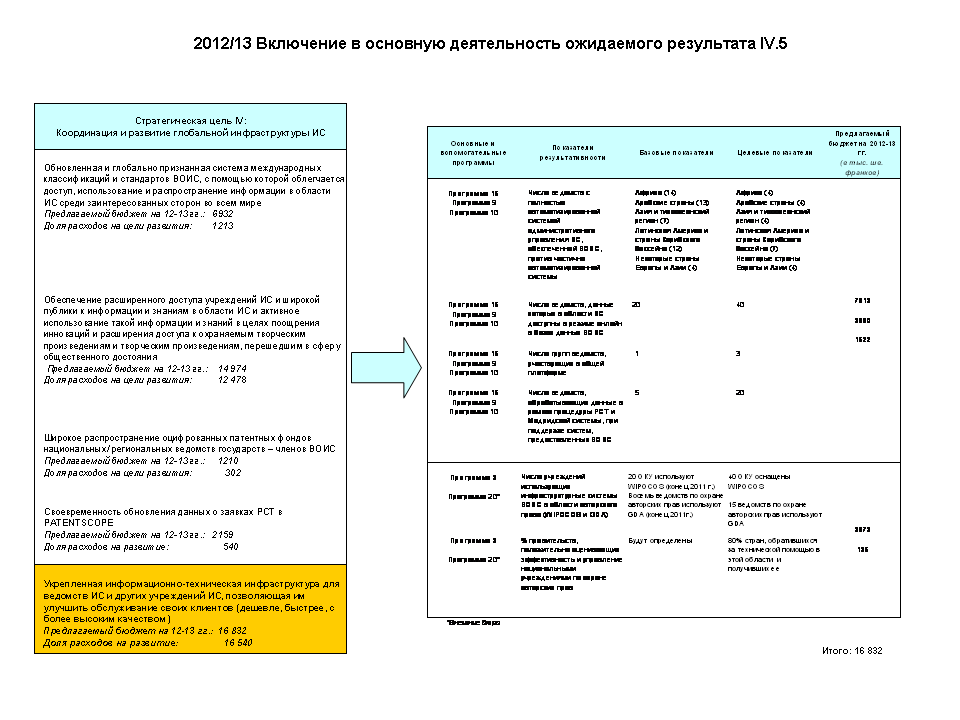 2012/13 Включение в основную деятельность ожидаемого результата IV.5
Стратегическая цель IV:
Координация и развитие глобальной инфраструктуры ИС
Обновленная и глобально признанная система международных
классификаций и стандартов ВОИС, с помощью которой облегчается
доступ, использование и распространение информации в области
ИС среди заинтересованных сторон во всем мире
Предлагаемый бюджет на 12-13 гг.: 6932
Доля расходов на цели развития: 1213
Обеспечение расширенного доступа учреждений ИС и широкой
публики к информации и знаниям в области ИС и активное
использование такой информации и знаний в целях поощрения
инноваций и расширения доступа к охраняемым творческим
произведениям и творческим произведениям, перешедшим в сферу
общественного достояния
Предлагаемый бюджет на 12-13 гг.: 14 974
Доля расходов на цели развития: 12 478
Широкое распространение оцифрованных патентных фондов
национальных/региональных ведомств государств – членов ВОИС
Предлагаемый бюджет на 12-13 гг.: 1210
Доля расходов на цели развития: 302
Своевременность обновления данных о заявках РСТ в
PATENTSCOPE
Предлагаемый бюджет на 12-13 гг.: 2159
Доля расходов на развитие: 540
Укрепленная информационно-техническая инфраструктура для
ведомств ИС и других учреждений ИС, позволяющая им
улучшить обслуживание своих клиентов (дешевле, быстрее, с
более высоким качеством)
Предлагаемый бюджет на 12-13 гг.: 16 832
Доля расходов на развитие: 16 540
Основные и
вспомогательные
программы
Показатели
результативности
Базовые показатели
Целевые показатели
Предлагаемый
бюджет на 2012-13
гг.
(в тыс. шв.
франков)
Программа 15
Программа 9
Программа 10
Число ведомств с
полностью
автоматизированной
системой
административного
управления ИС,
обеспеченной ВОИС,
против частично
автоматизированной
системы
Африка (14)
Арабские страны (13)
Азия и тихоокеанский
регион (7)
Латинская Америка и
страны Карибского
бассейна (12)
Некоторые страны
Европы и Азии (4)
Африка (4)
Арабские страны (4)
Азия и тихоокеанский
регион (4)
Латинская Америка и
страны Карибского
бассейна (7)
Некоторые страны
Европы и Азии (4)
Программа 15
Программа 9
Программа 10
Число ведомств, данные
которых в области ИС
доступны в режиме онлайн
в базах данных ВОИС
20
40
Программа 15
Программа 9
Программа 10
Число групп ведомств,
участвующих в общей
платформе
1
3
Программа 15
Программа 9
Программа 10
Число ведомств,
обрабатывающих данные в
рамках процедуры РСТ и
Мадридской системы, при
поддержке систем,
предоставленных ВОИС
5
20
Программа 3
Программа 20*
Число учреждений
использующих
инфраструктурные системы
ВОИС в области авторского
права (WIPOCOS и GDA)
20 ОКУ используют
WIPOCOS (конец 2011 г.)
Восемь ведомств по охране
авторских прав используют
GDA (конец 2011г.)
40 ОКУ оснащены
WIPOCOS
15 ведомств по охране
авторских прав используют
GDA
Программа 3
Программа 20*
% правительств,
положительно оценивающих
эффективность и управление
национальными
учреждениями по охране
авторских прав
Будут определены
80% стран, обратившихся
за технической помощью в
этой области и
получивших ее
*Внешние бюро
Итого: 16 832